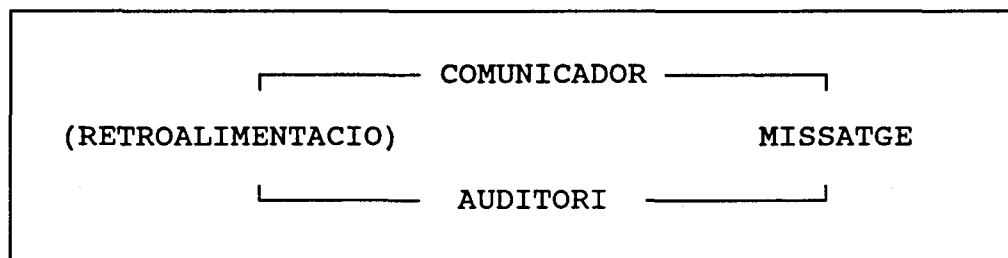 COMUNICADOR
(RETROALIMENTACIO) MISSATGE
AUDITORI